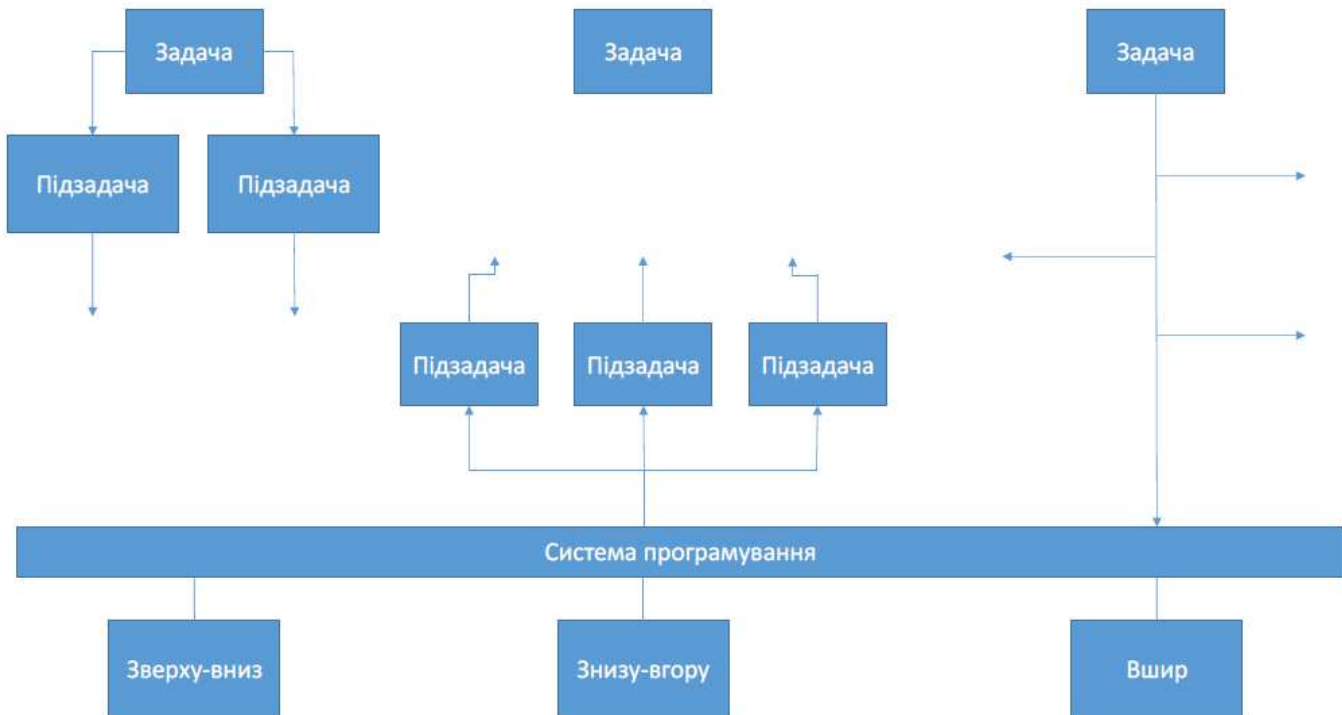 Задача
Задача
Задача
Підзадача
Підзадача
Підзадача
Підзадача
Підзадача
Система програмування
Зверху-вниз
Знизу-вгору
Вшир